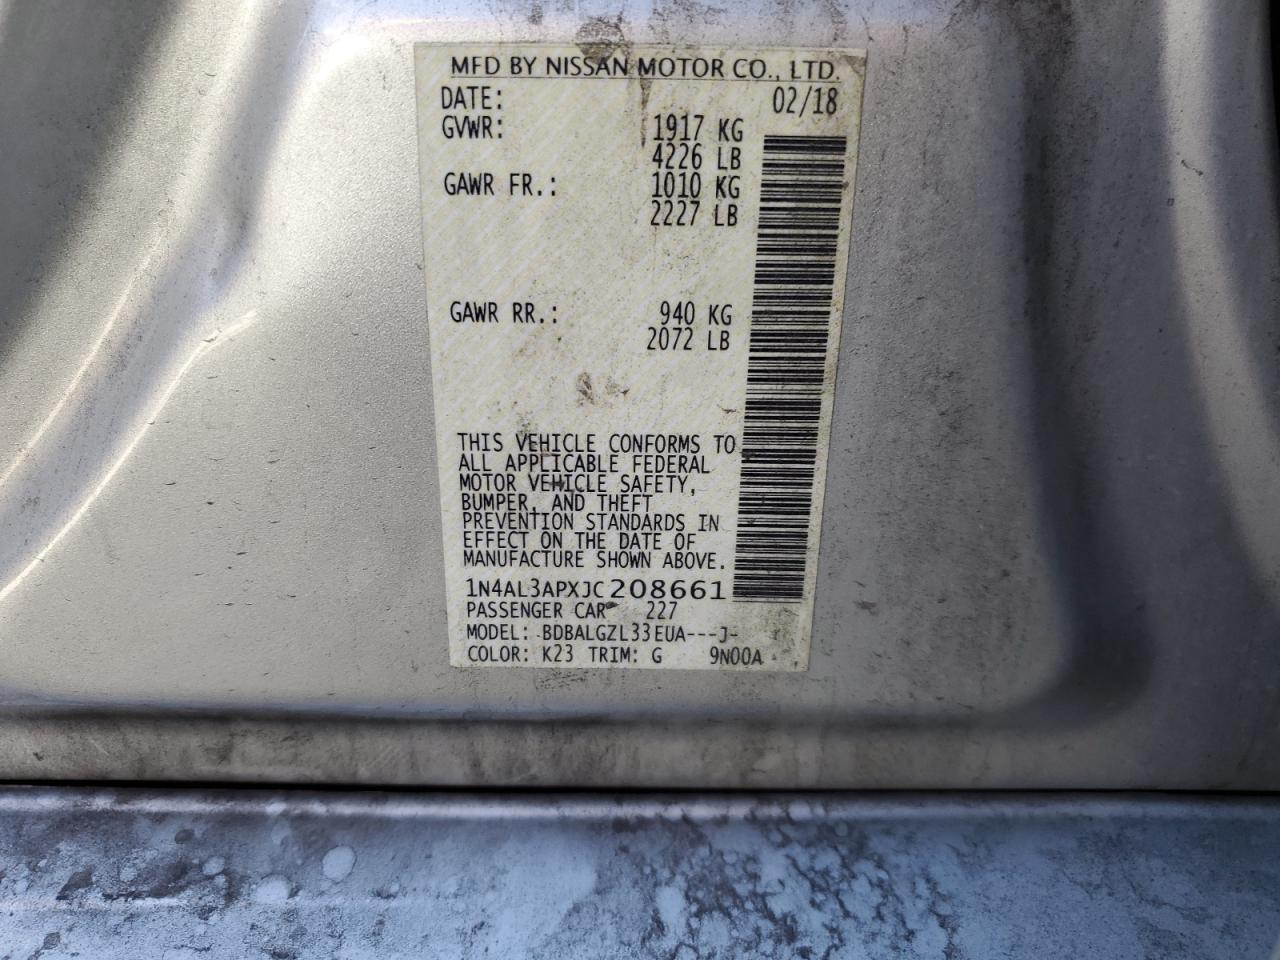 MFD BY NISSAN MOTOR CO., LTD.
DATE: 02/18
GVWR: 1917 KG
4226 LB
GAWR FR.: 1010 KG
2227 LB
GAWR RR.: 940 KG
2072 LB
THIS VEHICLE CONFORMS TO
ALL APPLICABLE FEDERAL
MOTOR VEHICLE SAFETY,
BUMPER, AND THEFT
PREVENTION STANDARDS IN
EFFECT ON THE DATE OF
MANUFACTURE SHOWN ABOVE.
1N4AL3APXJC208661
PASSENGER CAR 227
MODEL: BDBALGZL33EUA---J-
COLOR: K23 TRIM: G 9N00A